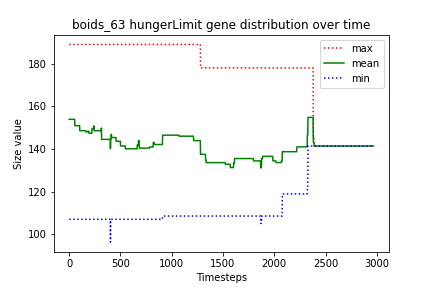 boids_63 hungerLimit gene distribution over time
max
mean
min
Size value
180
160
140
120
100
0
500
1000
1500
2000
2500
3000
Timesteps